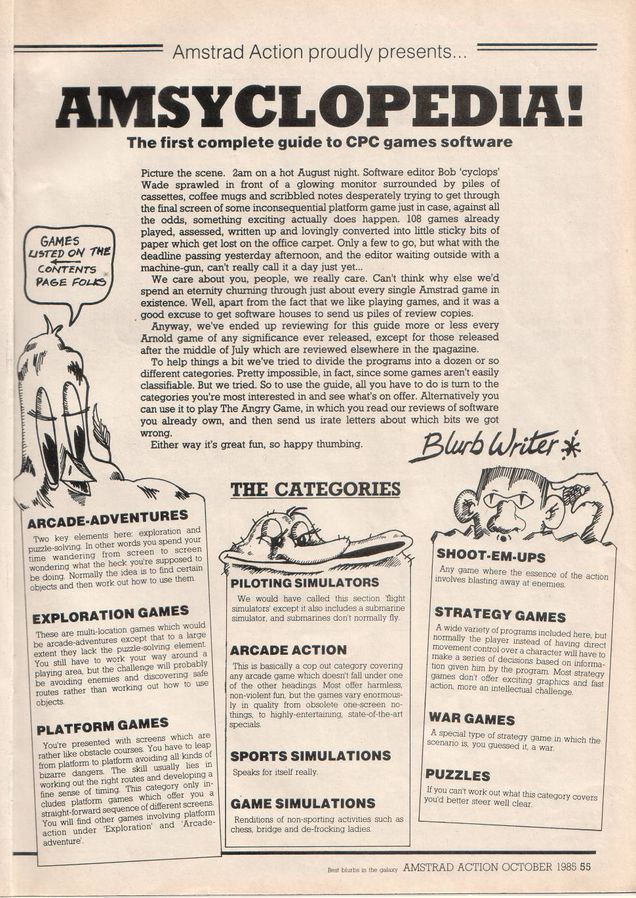 Amstrad Action proudly presents...
AMSYCLOPEDIA!
The first complete guide to CPC games software
Picture the scene. 2am on a hot August night. Software editor Bob 'cyclops'
Wade sprawled in front of a glowing monitor surrounded by piles of
cassettes, coffee mugs and scribbled notes desperately trying to get through
the final screen of some inconsequential platform game just in case, against all
the odds, something exciting actually does happen. 108 games already
played, assessed, written up and lovingly converted into little sticky bits of
paper which get lost on the office carpet. Only a few to go, but what with the
deadline passing yesterday afternoon, and the editor waiting outside with a
machine-gun, can't really call it a day just yet...
We care about you, people, we really care. Can't think why else we'd
spend an eternity churning through just about every single Amstrad game in
existence. Well, apart from the fact that we like playing games, and it was a
good excuse to get software houses to send us piles of review copies.
Anyway, we've ended up reviewing for this guide more or less every
Arnold game of any significance ever released, except for those released
after the middle of July which are reviewed elsewhere in the magazine.
To help things a bit we've tried to divide the programs into a dozen or so
different categories. Pretty impossible, in fact, since some games aren't easily
classifiable. But we tried. So to use the guide, all you have to do is turn to the
categories you're most interested in and see what's on offer. Alternatively you
can use it to play The Angry Game, in which you read our reviews of software
you already own, and then send us irate letters about which bits we got
wrong.
Either way it's great fun, so happy thumbing.
Blurb Writer
GAMES
LISTED ON THE
CONTENTS
PAGE FOLKS
THE CATEGORIES
ARCADE-ADVENTURES
Two key elements here: exploration and
puzzle-solving. In other words you spend your
time wandering from screen to screen
wondering what the heck you're supposed to
be doing. Normally the idea is to find certain
objects and then work out how to use them.
EXPLORATION GAMES
These are multi-location games which would
be arcade-adventures except that to a large
extent they lack the puzzle-solving element.
You still have to work your way around a
playing area, but the challenge will probably
be avoiding enemies and discovering safe
routes rather than working out how to use
objects.
PLATFORM GAMES
You're presented with screens which are
rather like obstacle courses. You have to leap
from platform to platform avoiding all kinds of
bizarre dangers. The skill usually lies in
working out the right routes and developing a
fine sense of timing. This category only in-
cludes platform games which offer you a
straight-forward sequence of different screens.
You will find other games involving platform
action under 'Exploration' and 'Arcade-
adventure'.
PILOTING SIMULATORS
We would have called this section 'flight
simulators' except it also includes a submarine
simulator, and submarines don't normally fly.
ARCADE ACTION
This is basically a cop out category covering
any arcade game which doesn't fall under one
of the other headings. Most offer harmless,
non-violent fun, but the games vary enormous-
ly in quality from obsolete one-screen no-
things, to highly-entertaining, state-of-the-art
specials.
SPORTS SIMULATIONS
Speaks for itself really.
GAME SIMULATIONS
Renditions of non-sporting activities such as
chess, bridge and de-frocking ladies.
SHOOT-EM-UPS
Any game where the essence of the action
involves blasting away at enemies.
STRATEGY GAMES
A wide variety of programs included here, but
normally the player instead of having direct
movement control over a character will have to
make a series of decisions based on informa-
tion given him by the program. Most strategy
games don't offer exciting graphics and fast
action, more an intellectual challenge.
WAR GAMES
A special type of strategy game in which the
scenario is, you guessed it, a war.
PUZZLES
If you can't work out what this category covers
you'd better steer well clear.
Best blurbs in the galaxy AMSTRAD ACTION OCTOBER 1985 55